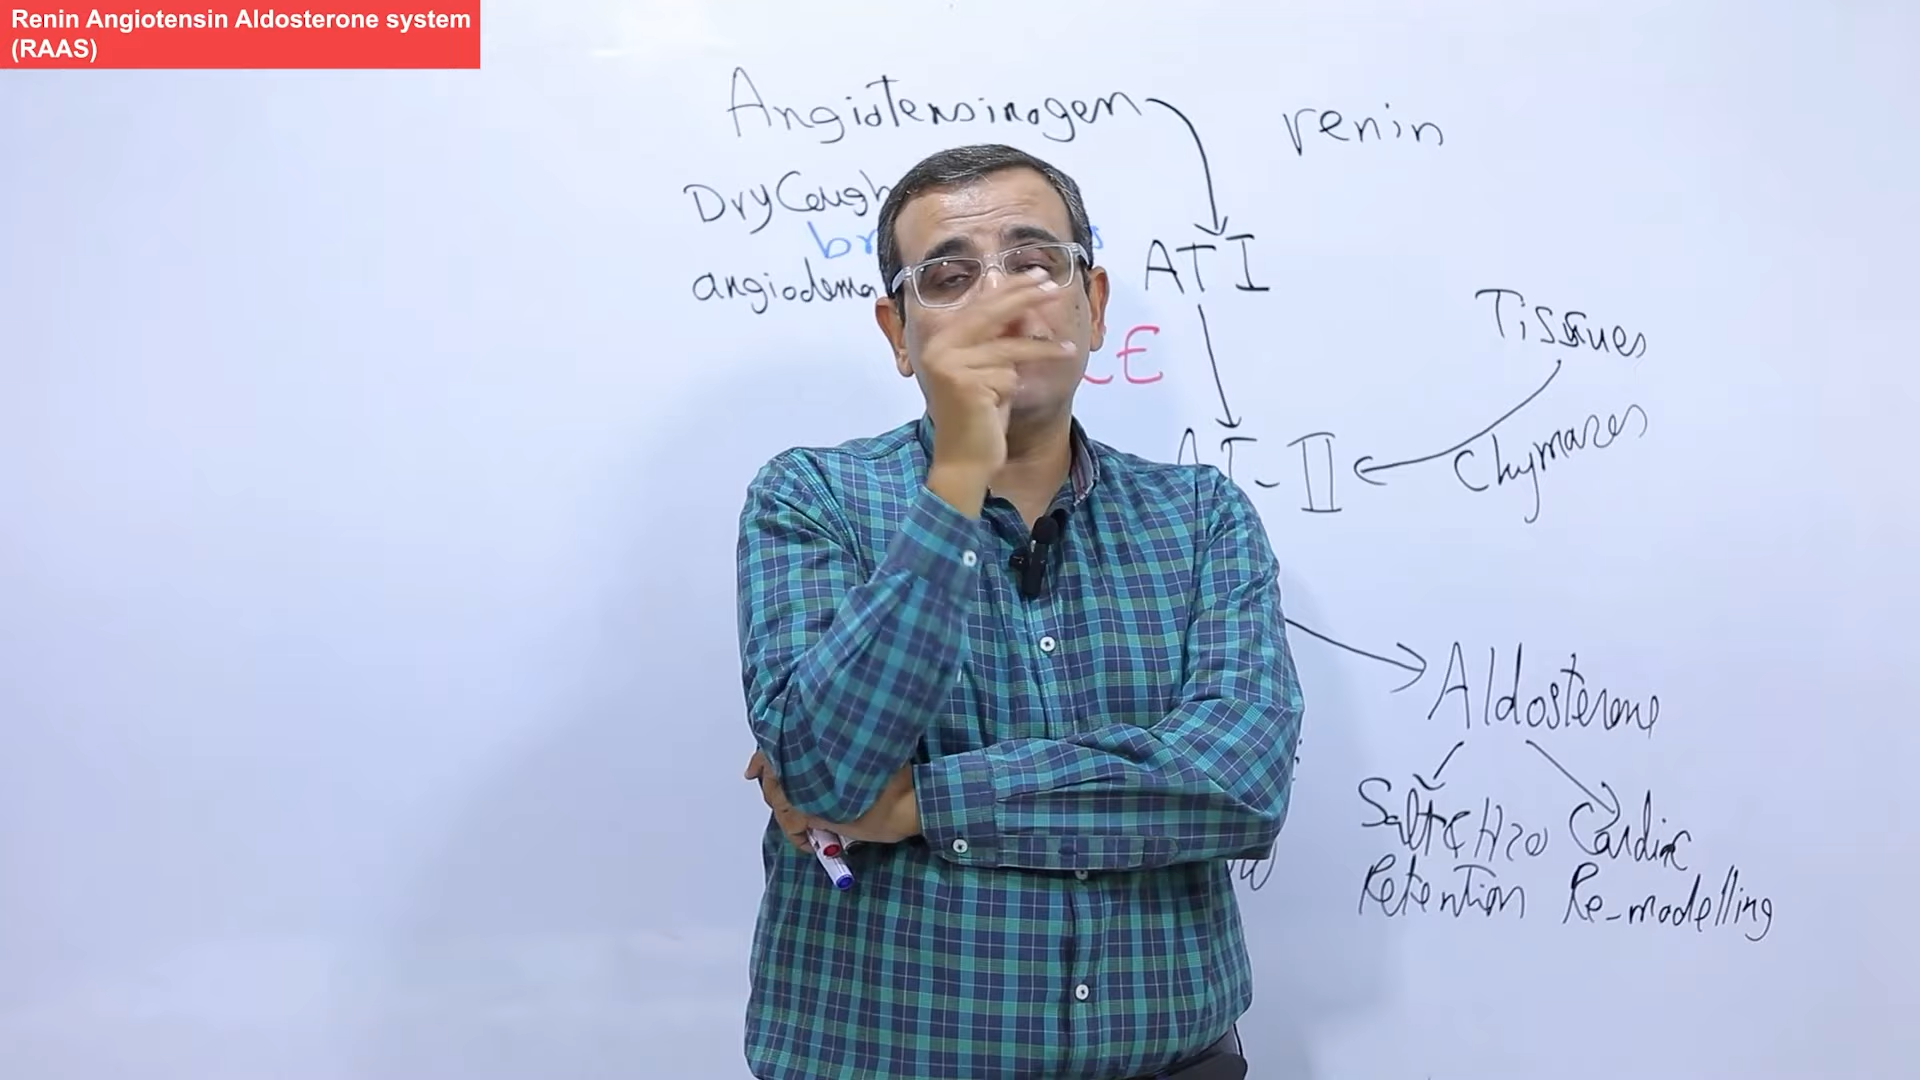 Renin Angiotensin Aldosterone system
(RAAS)
Angiotensinogen
renin
Dry Cough
angiodema
ATI
Tissues
Chymases
Aldosterone
Salt & H2O
Retention
Cardiac
Re-modelling